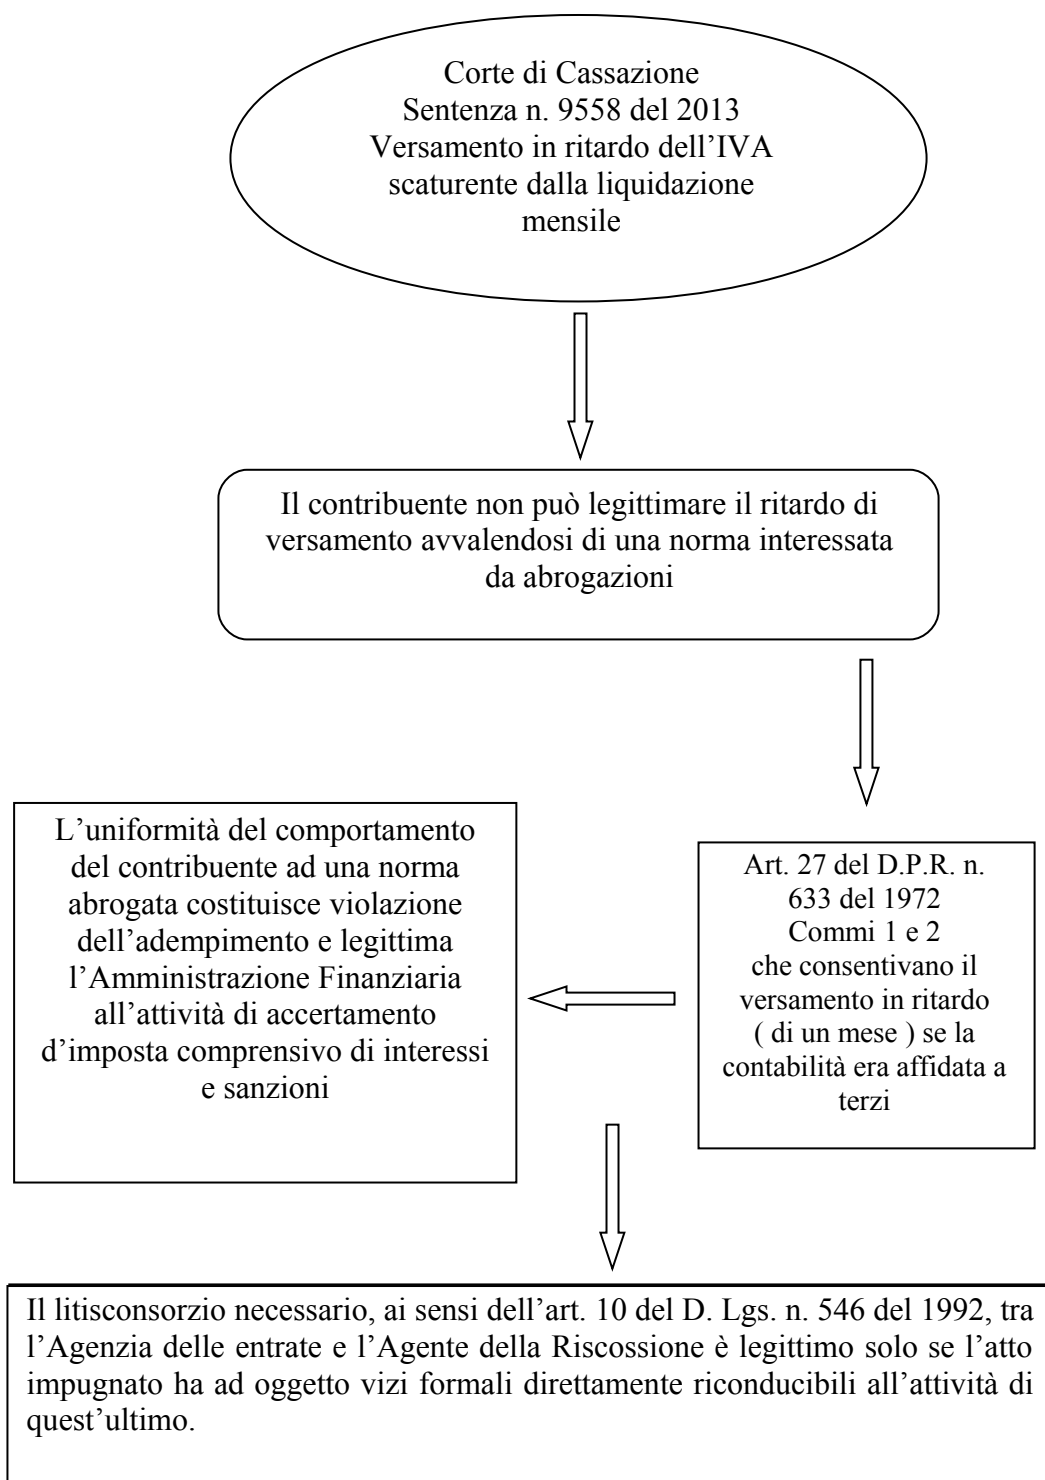 Corte di Cassazione
Sentenza n. 9558 del 2013
Versamento in ritardo dell’IVA
scaturente dalla liquidazione
mensile
Il contribuente non può legittimare il ritardo di
versamento avvalendosi di una norma interessata
da abrogazioni
L’uniformità del comportamento
del contribuente ad una norma
abrogata costituisce violazione
dell’adempimento e legittima
l’Amministrazione Finanziaria
all’attività di accertamento
d’imposta comprensivo di interessi
e sanzioni
Art. 27 del D.P.R. n.
633 del 1972
Commi 1 e 2
che consentivano il
versamento in ritardo
( di un mese ) se la
contabilità era affidata a
terzi
Il litisconsorzio necessario, ai sensi dell’art. 10 del D. Lgs. n. 546 del 1992, tra
l’Agenzia delle entrate e l’Agente della Riscossione è legittimo solo se l’atto
impugnato ha ad oggetto vizi formali direttamente riconducibili all’attività di
quest’ultimo.